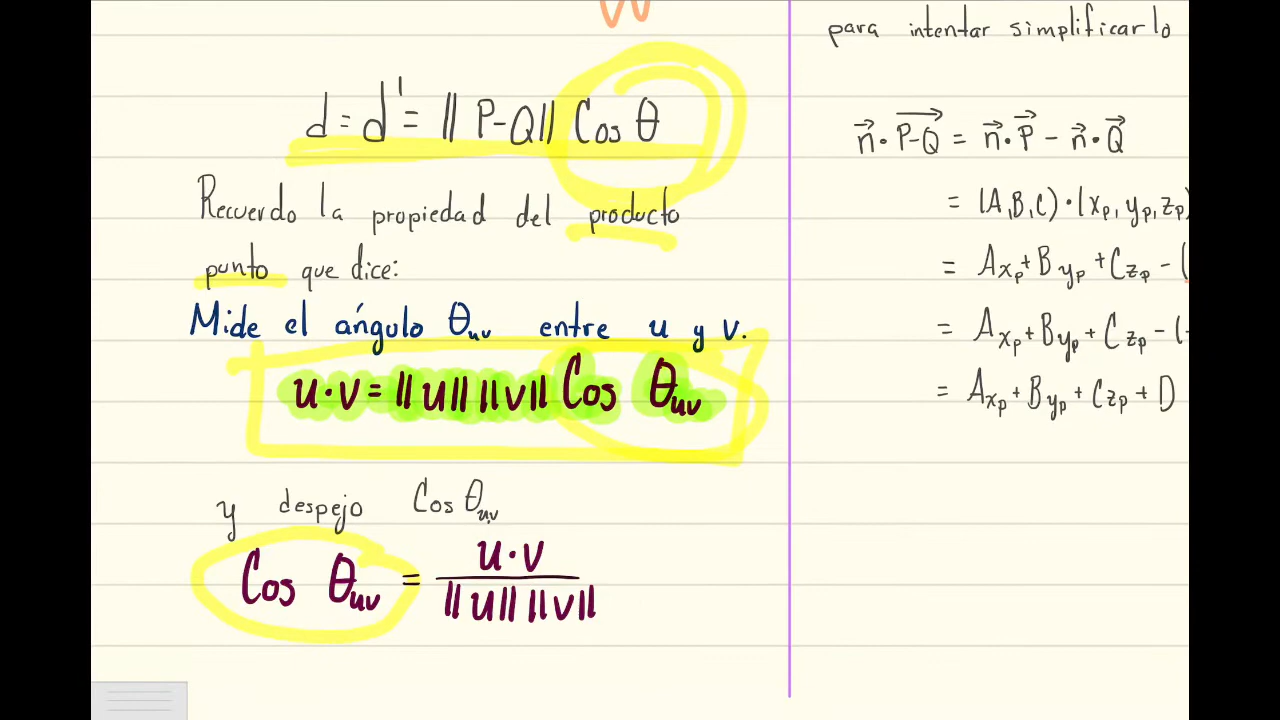 d = d' = || P-Q|| Cos θ
Recuerdo la propiedad del producto
punto que dice:
Mide el ángulo θuv entre u y v.
u·v = ||u|| ||v|| Cos θuv
y despejo Cos θuv
Cos θuv = u·v / ||u|| ||v||
para intentar simplificarlo
n⃗·P-Q⃗ = n⃗·P⃗ - n⃗·Q⃗
= (A,B,C)·(xp, yp, zp)
= Axp + Byp + Czp - (
= Axp + Byp + Czp - (-
= Axp + Byp + Czp + D